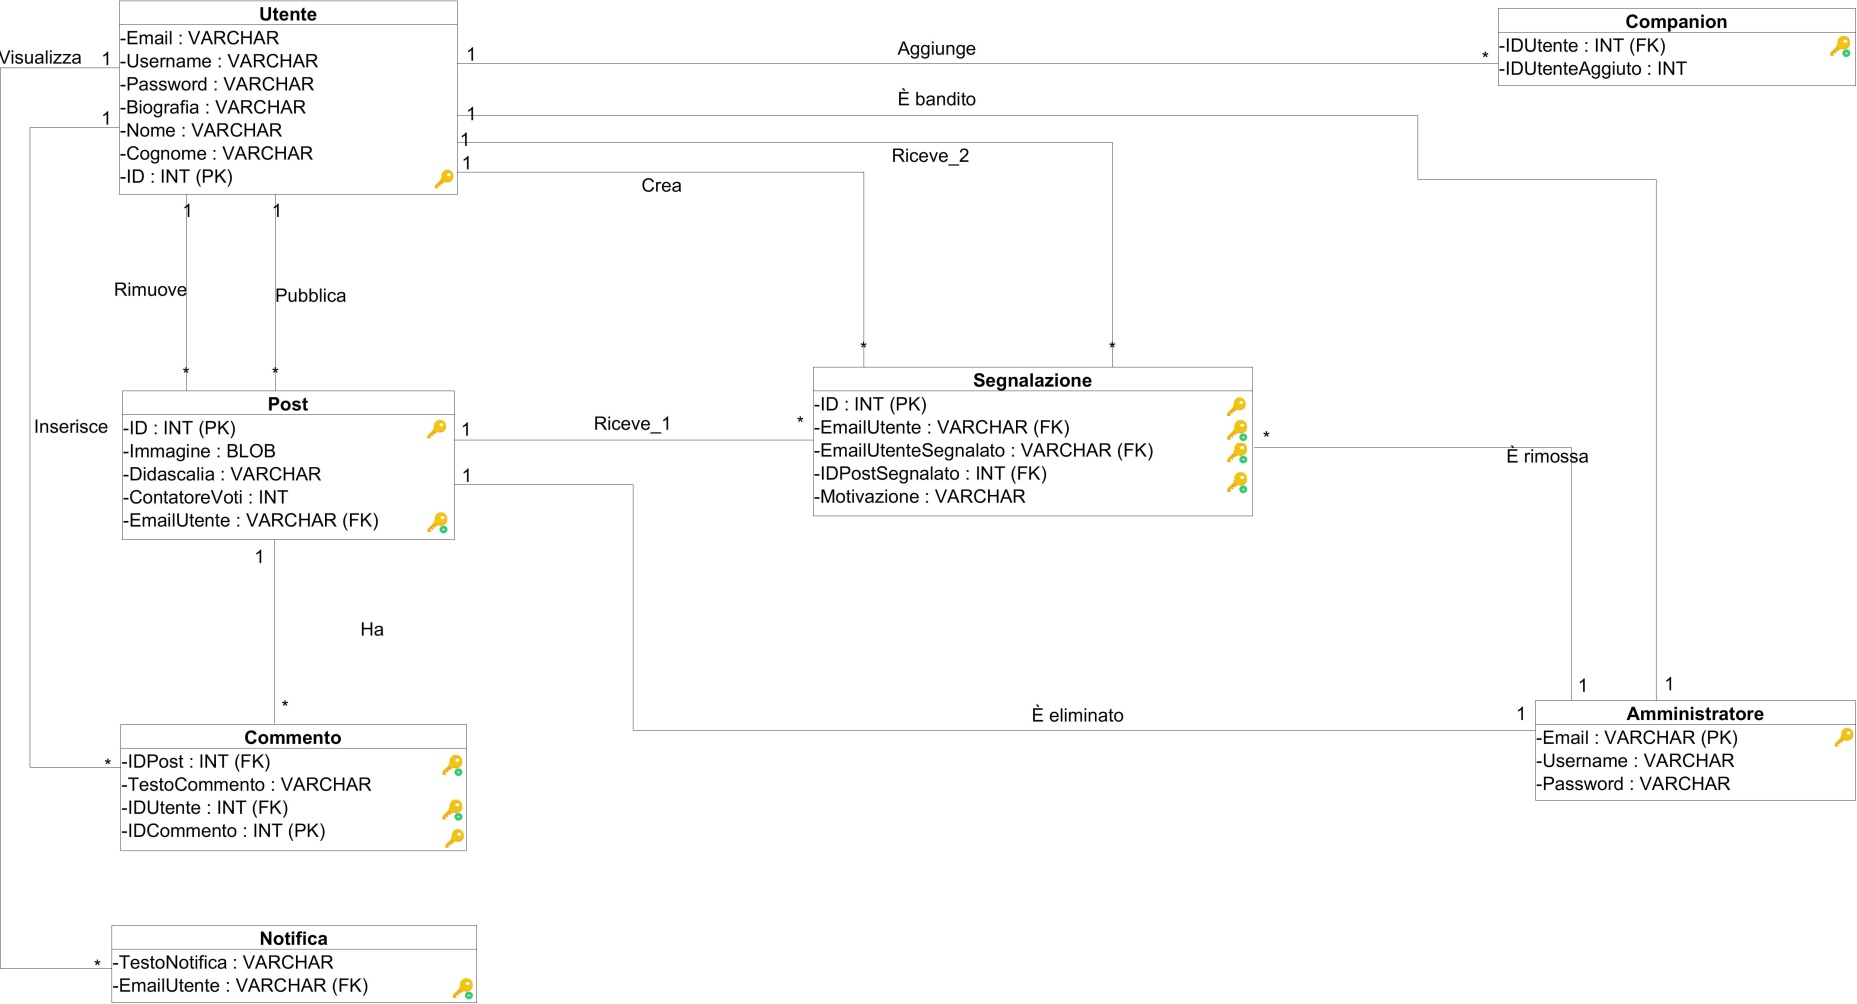 Utente
-Email : VARCHAR
-Username : VARCHAR
-Password : VARCHAR
-Biografia : VARCHAR
-Nome : VARCHAR
-Cognome : VARCHAR
-ID : INT (PK)
Companion
-IDUtente : INT (FK)
-IDUtenteAggiuto : INT
Visualizza
1
1
1
Aggiunge
*
È bandito
1
1
Riceve_2
1
Crea
1
1
Rimuove
Pubblica
*
*
*
*
Post
-ID : INT (PK)
-Immagine : BLOB
-Didascalia : VARCHAR
-ContatoreVoti : INT
-EmailUtente : VARCHAR (FK)
Inserisce
1
Riceve_1
*
1
Segnalazione
-ID : INT (PK)
-EmailUtente : VARCHAR (FK)
-EmailUtenteSegnalato : VARCHAR (FK)
-IDPostSegnalato : INT (FK)
-Motivazione : VARCHAR
*
È rimossa
1
Ha
*
1
1
È eliminato
1
Amministratore
-Email : VARCHAR (PK)
-Username : VARCHAR
-Password : VARCHAR
Commento
-IDPost : INT (FK)
-TestoCommento : VARCHAR
-IDUtente : INT (FK)
-IDCommento : INT (PK)
*
Notifica
-TestoNotifica : VARCHAR
-EmailUtente : VARCHAR (FK)
*